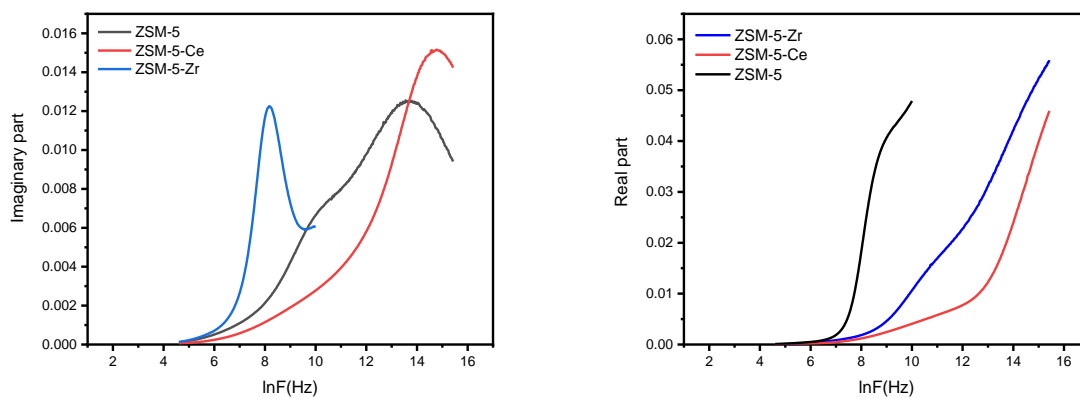 0.016
0.014
0.012
0.010
0.008
0.006
0.004
0.002
0.000
Imaginary part
ZSM-5
ZSM-5-Ce
ZSM-5-Zr
2 4 6 8 10 12 14 16
lnF(Hz)
0.06
0.05
0.04
0.03
0.02
0.01
0.00
Real part
ZSM-5-Zr
ZSM-5-Ce
ZSM-5
2 4 6 8 10 12 14 16
lnF(Hz)